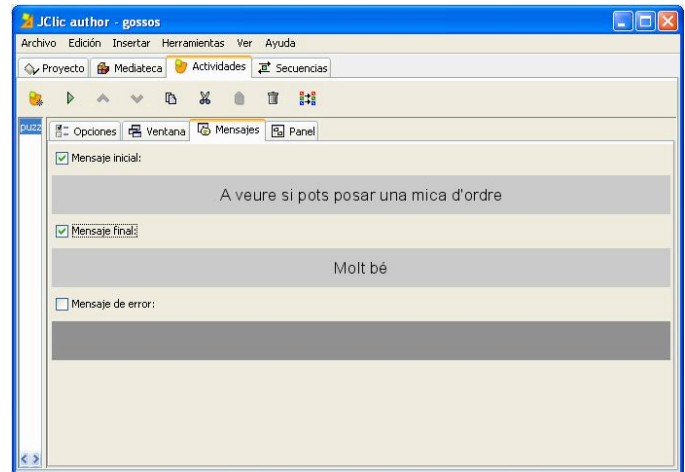 JClic author - gossos
Archivo Edición Insertar Herramientas Ver Ayuda
Proyecto Mediateca Actividades Secuencias
puzz
Opciones Ventana Mensajes Panel
Mensaje inicial:
A veure si pots posar una mica d'ordre
Mensaje final:
Molt bé
Mensaje de error: